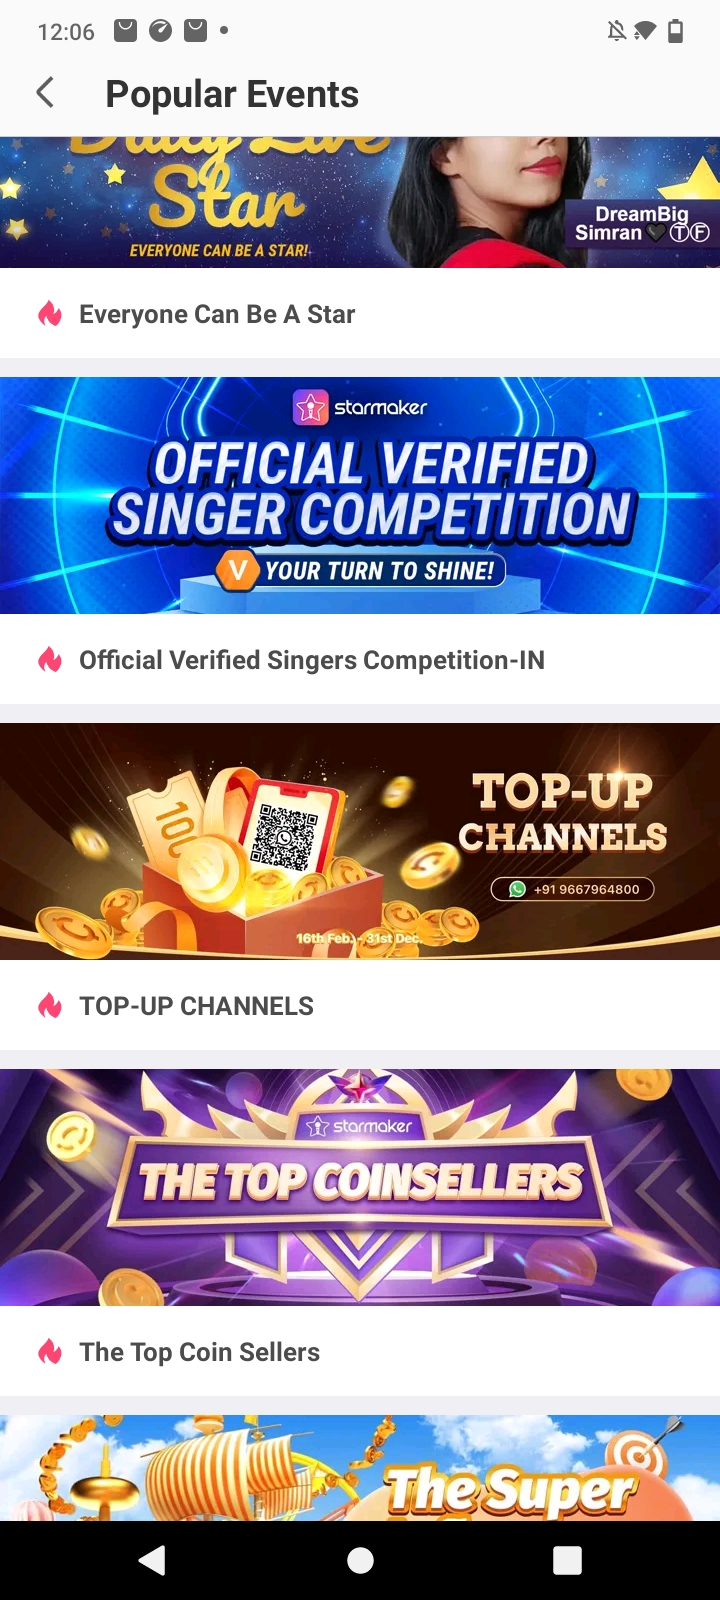 12:06
Popular Events
Daily Live
Star
EVERYONE CAN BE A STAR!
DreamBig
Simran🖤ⓉⒻ
Everyone Can Be A Star
starmaker
OFFICIAL VERIFIED
SINGER COMPETITION
V YOUR TURN TO SHINE!
Official Verified Singers Competition-IN
100
TOP-UP
CHANNELS
+91 9667964800
16th Feb. - 31st Dec.
TOP-UP CHANNELS
starmaker
THE TOP COINSELLERS
The Top Coin Sellers
The Super